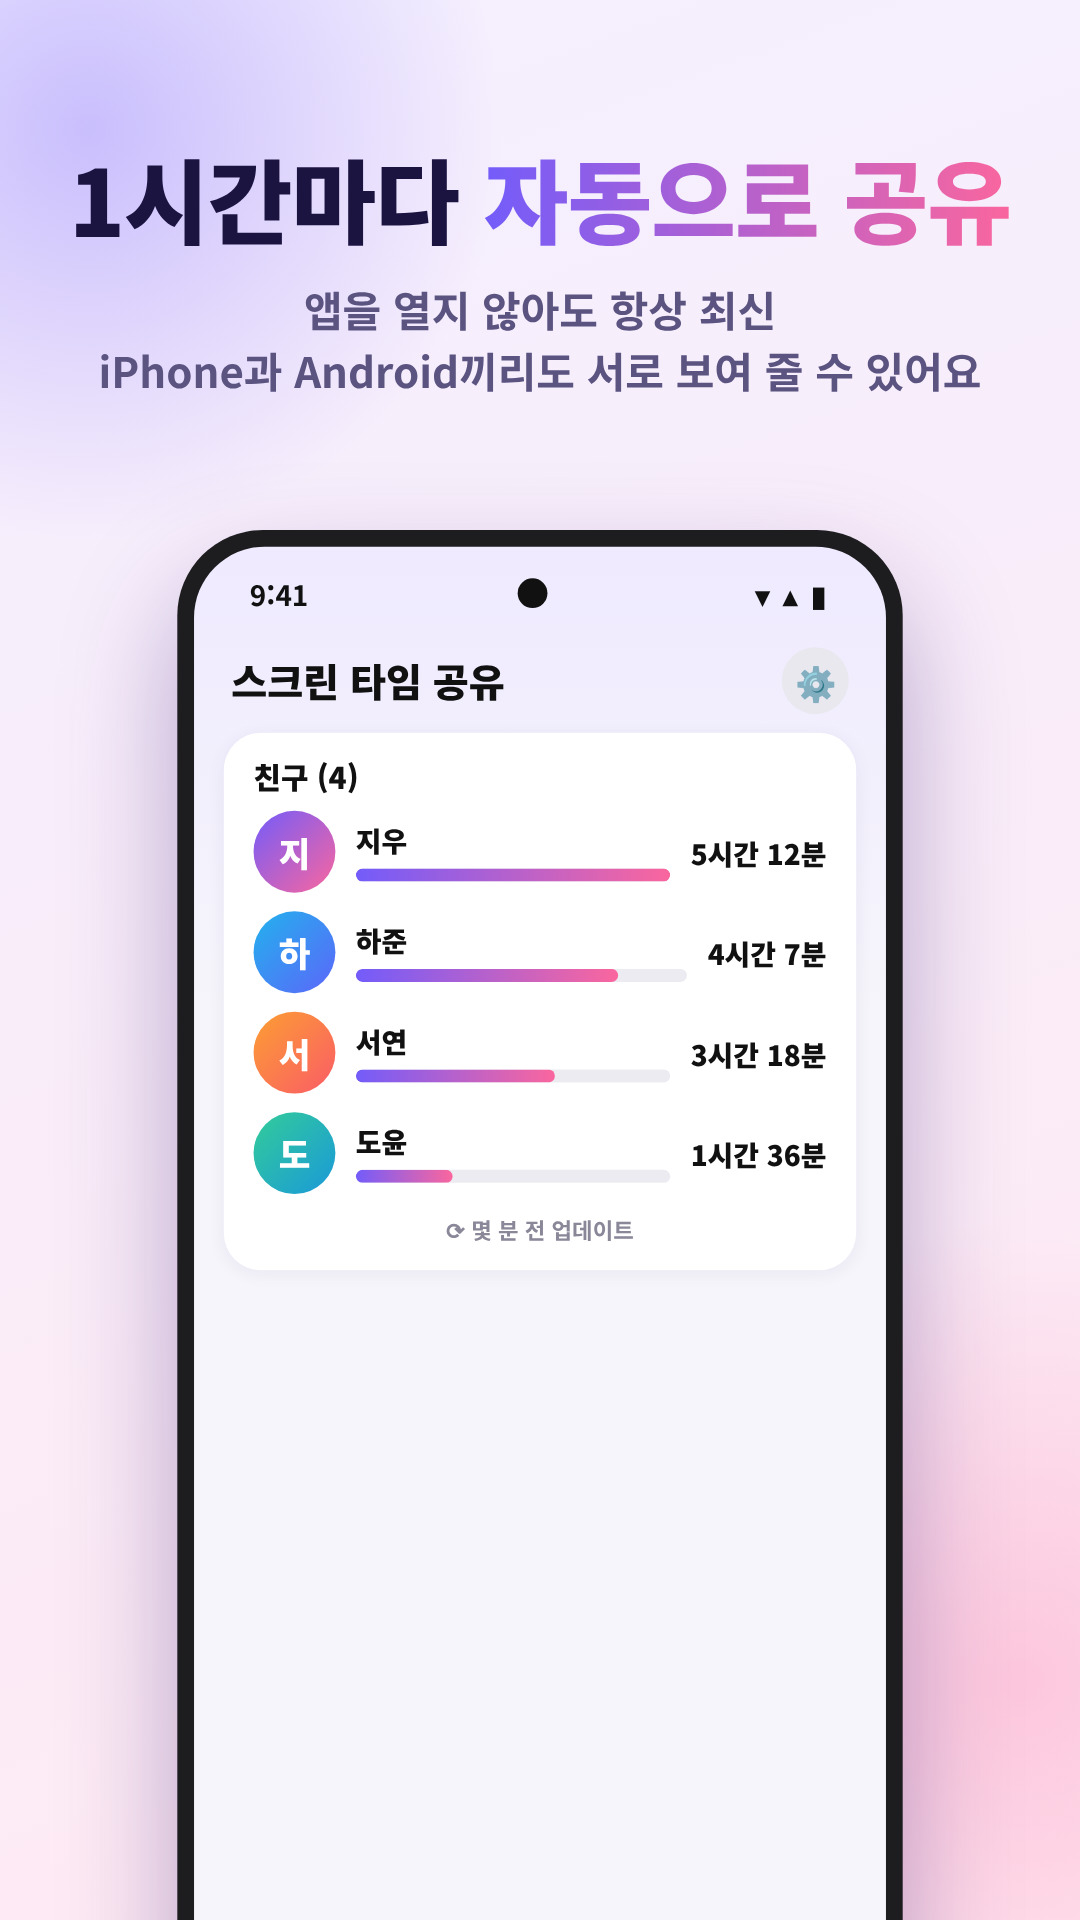 1시간마다 자동으로 공유
앱을 열지 않아도 항상 최신
iPhone과 Android끼리도 서로 보여 줄 수 있어요
9:41
스크린 타임 공유
친구 (4)
지
지우
5시간 12분
하
하준
4시간 7분
서
서연
3시간 18분
도
도윤
1시간 36분
⟳ 몇 분 전 업데이트